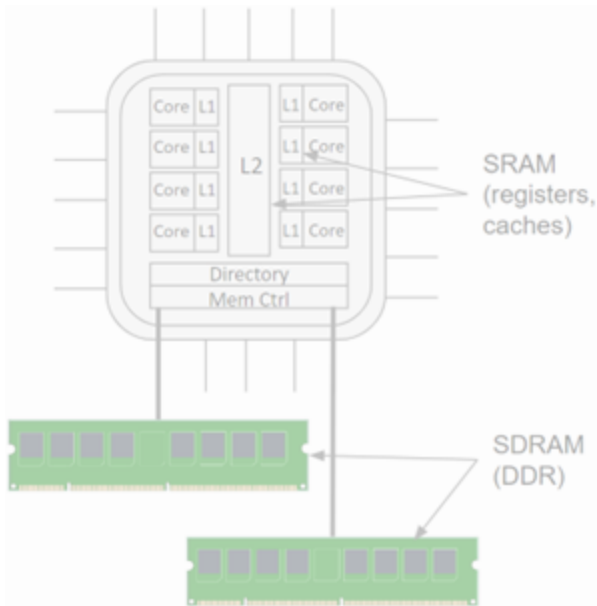 Core L1 L1 Core
Core L1 L1 Core
Core L1 L2 L1 Core
Core L1 L1 Core
Directory
Mem Ctrl
SRAM
(registers,
caches)
SDRAM
(DDR)